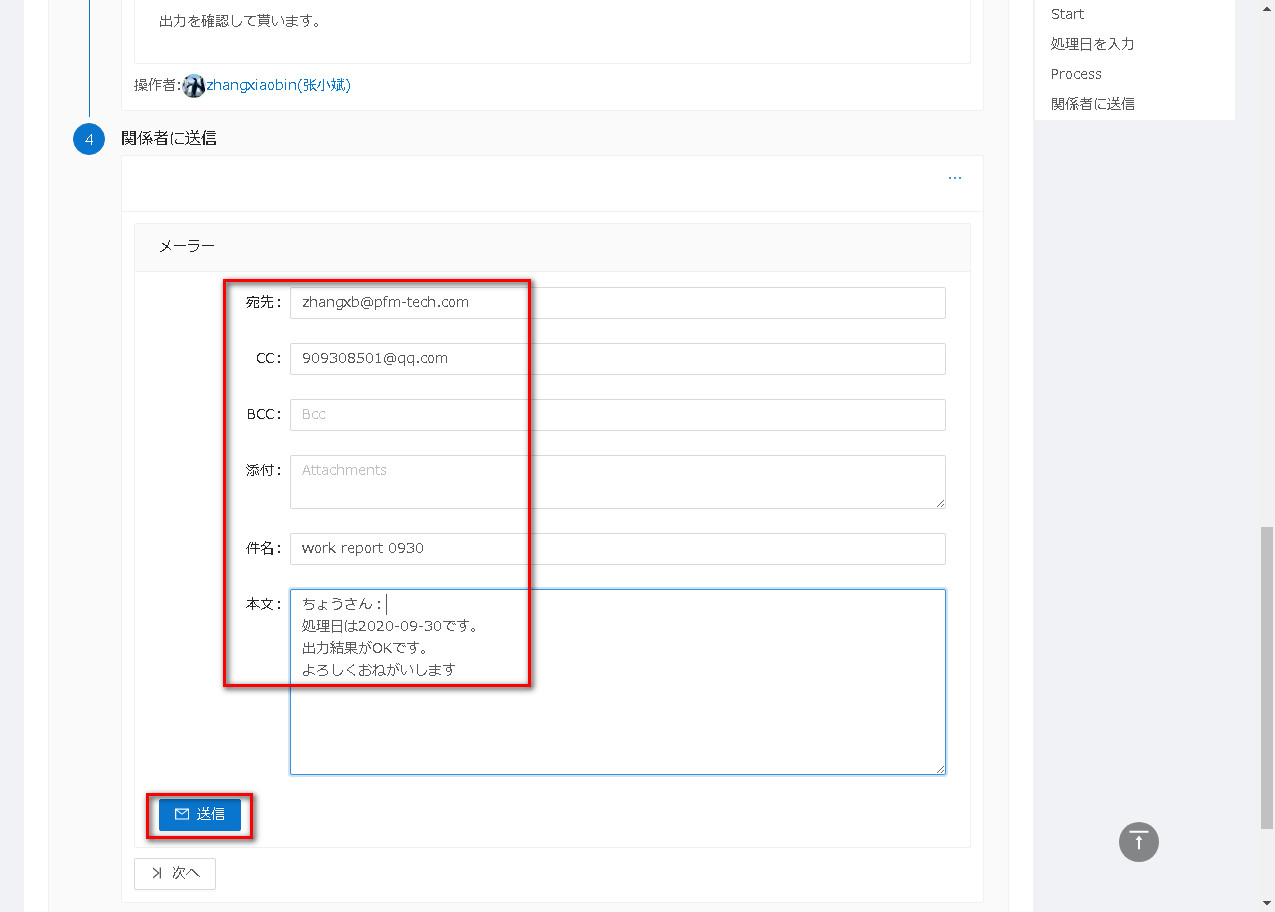 出力を確認して貰います。
操作者:zhangxiaobin(张小斌)
4 関係者に送信
...
メーラー
宛先: zhangxb@pfm-tech.com
CC: 909308501@qq.com
BCC: Bcc
添付: Attachments
件名: work report 0930
本文: ちょうさん：
処理日は2020-09-30です。
出力結果がOKです。
よろしくおねがいします
送信
次へ
Start
処理日を入力
Process
関係者に送信